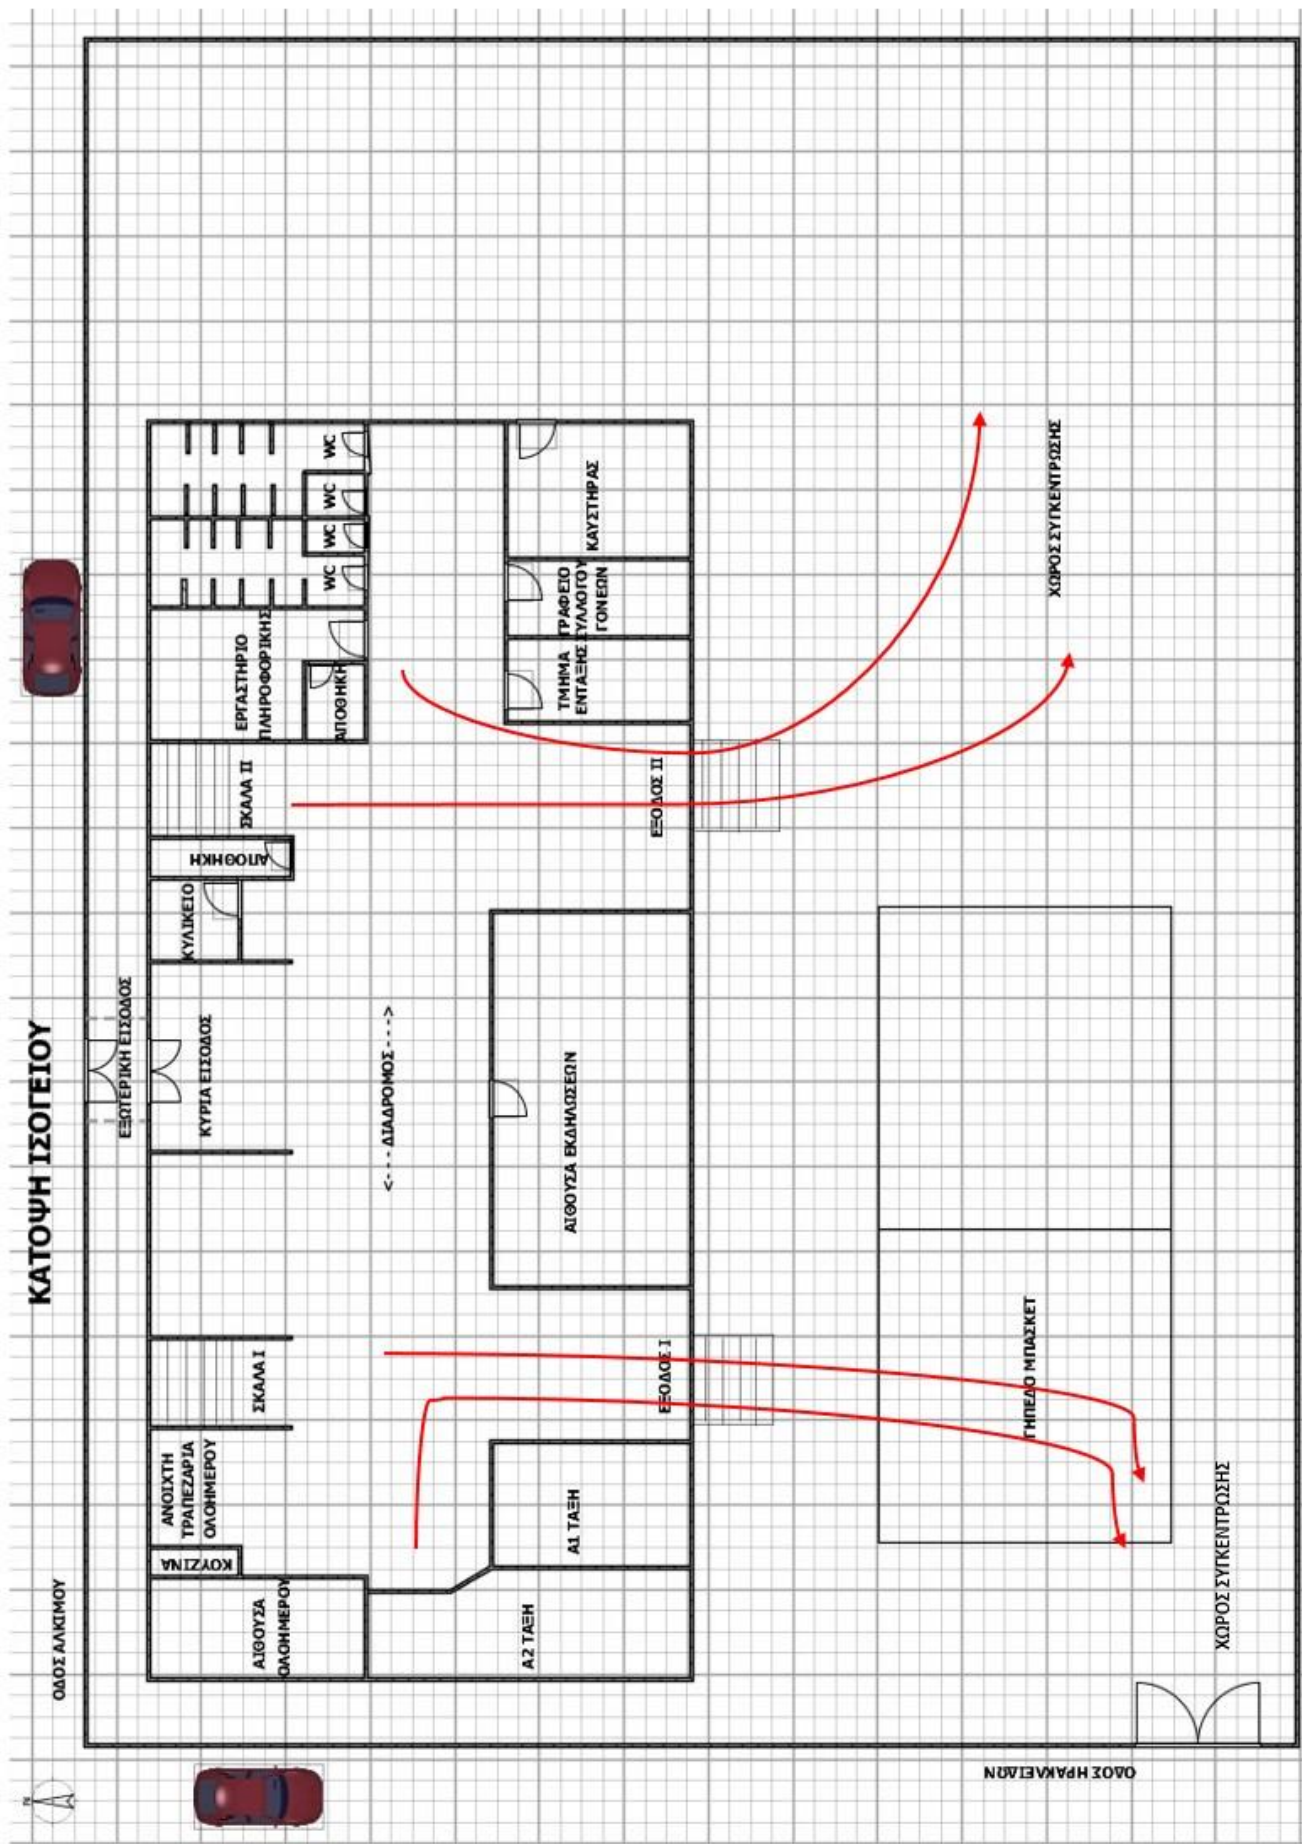 ΚΑΤΟΨΗ ΙΣΟΓΕΙΟΥ
ΟΔΟΣ ΑΛΚΙΜΟΥ
N
ΕΞΩΤΕΡΙΚΗ ΕΙΣΟΔΟΣ
ΑΙΘΟΥΣΑ
ΟΛΟΗΜΕΡΟΥ
ΚΟΥΖΙΝΑ
ΑΝΟΙΧΤΗ
ΤΡΑΠΕΖΑΡΙΑ
ΟΛΟΗΜΕΡΟΥ
ΣΚΑΛΑ Ι
ΚΥΡΙΑ ΕΙΣΟΔΟΣ
ΚΥΛΙΚΕΙΟ
ΑΠΟΘΗΚΗ
ΣΚΑΛΑ ΙΙ
ΕΡΓΑΣΤΗΡΙΟ
ΠΛΗΡΟΦΟΡΙΚΗΣ
ΑΠΟΘΗΚΗ
WC
WC
WC
WC
<--- ΔΙΑΔΡΟΜΟΣ --->
Α2 ΤΑΞΗ
Α1 ΤΑΞΗ
ΑΙΘΟΥΣΑ ΕΚΔΗΛΩΣΕΩΝ
ΤΜΗΜΑ
ΕΝΤΑΞΗΣ
ΓΡΑΦΕΙΟ
ΣΥΛΛΟΓΟΥ
ΓΟΝΕΩΝ
ΚΑΥΣΤΗΡΑΣ
ΕΞΟΔΟΣ Ι
ΕΞΟΔΟΣ ΙΙ
ΓΗΠΕΔΟ ΜΠΑΣΚΕΤ
ΧΩΡΟΣ ΣΥΓΚΕΝΤΡΩΣΗΣ
ΧΩΡΟΣ ΣΥΓΚΕΝΤΡΩΣΗΣ
ΟΔΟΣ ΗΡΑΚΛΕΙΔΩΝ